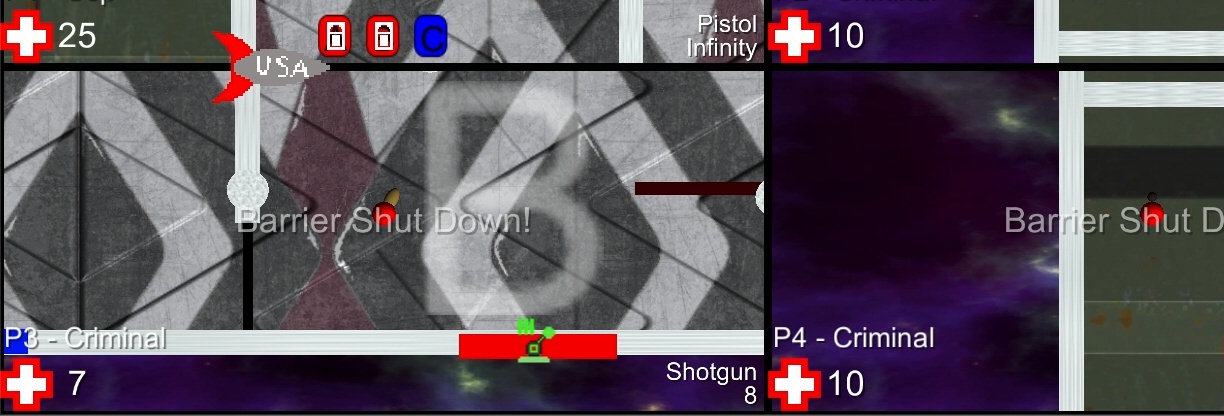 25
C
Pistol
Infinity
10
USA
B
Barrier Shut Down!
Barrier Shut D
P3 - Criminal
7
Shotgun
8
P4 - Criminal
10